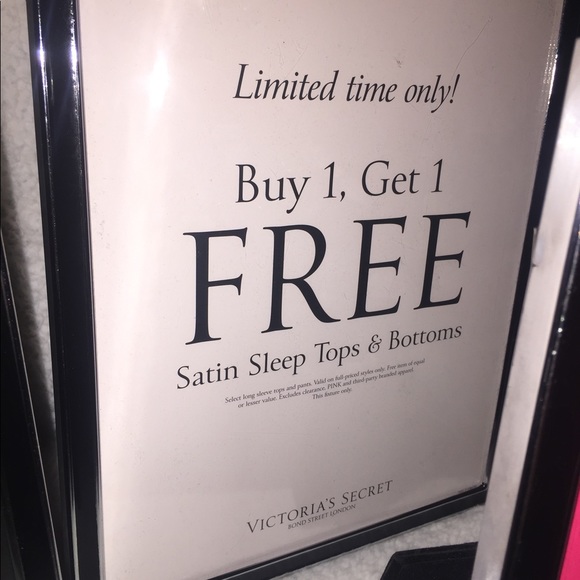 Limited time only!
Buy 1, Get 1
FREE
Satin Sleep Tops & Bottoms
Select long sleeve tops and pants. Valid on full-priced styles only. Free item of equal
or lesser value. Excludes clearance, PINK and third-party branded apparel.
This fixture only.
VICTORIA'S SECRET
BOND STREET LONDON